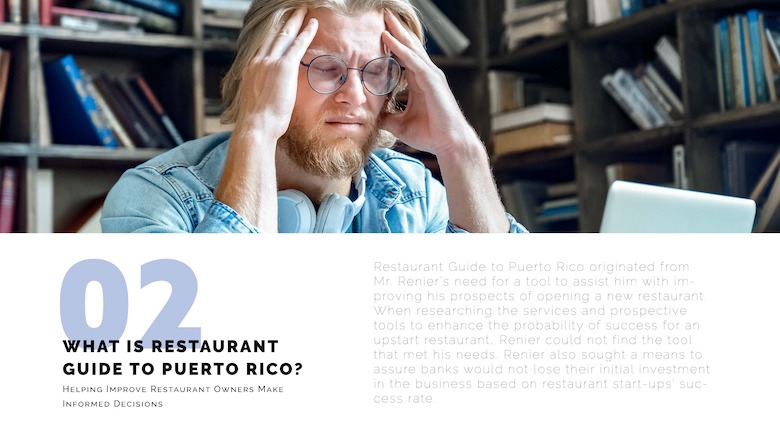 02
WHAT IS RESTAURANT
GUIDE TO PUERTO RICO?
Helping Improve Restaurant Owners Make
Informed Decisions
Restaurant Guide to Puerto Rico originated from
Mr. Renier's need for a tool to assist him with im-
proving his prospects of opening a new restaurant.
When researching the services and prospective
tools to enhance the probability of success for an
upstart restaurant, Renier could not find the tool
that met his needs. Renier also sought a means to
assure banks would not lose their initial investment
in the business based on restaurant start-ups' suc-
cess rate.